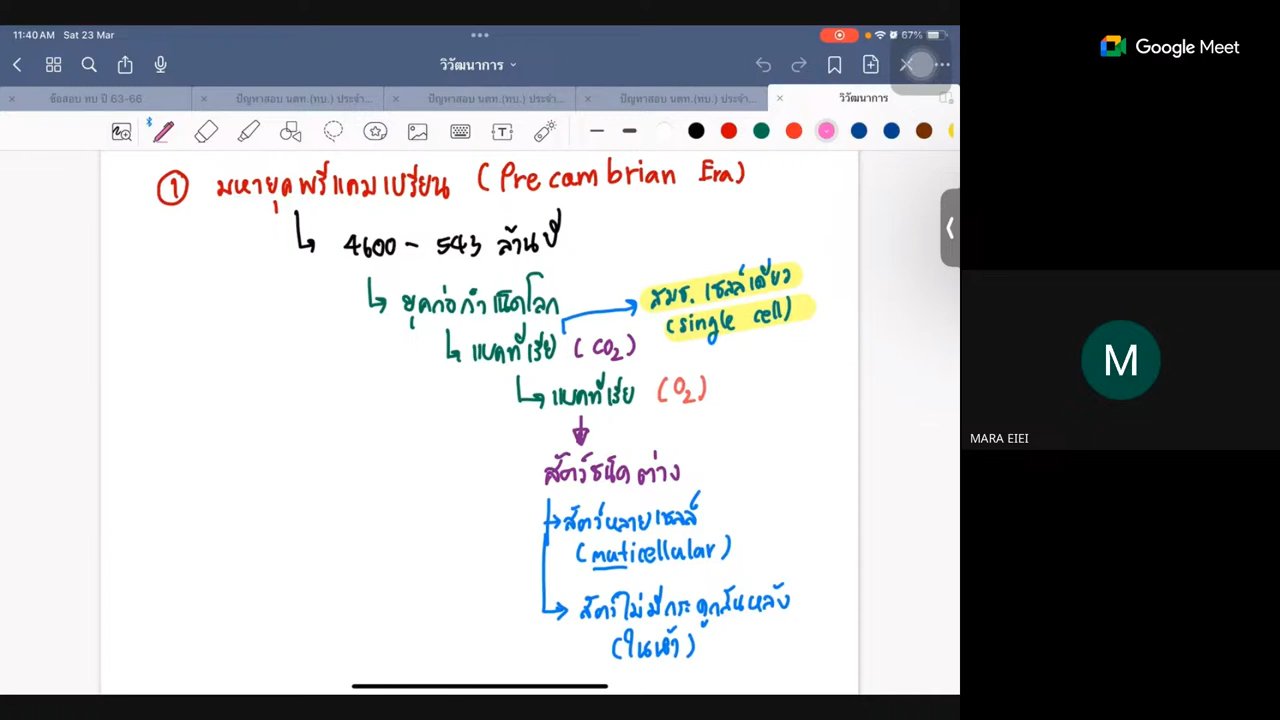 11:40 AM Sat 23 Mar
67%
Google Meet
วิวัฒนาการ
ข้อสอบ ทบ ปี 63-66
ปัญหาสอบ นดท.(ทบ.) ประจำ...
ปัญหาสอบ นดท.(ทบ.) ประจำ...
ปัญหาสอบ นดท.(ทบ.) ประจำ...
วิวัฒนาการ
① มหายุคพรีแคมเปรียน (Precambrian Era)
4600 - 543 ล้านปี
ยุคก่อกำเนิดโลก
สมช. เซลล์เดียว
(single cell)
แบคทีเรีย (CO2)
แบคทีเรีย (O2)
สัตว์ชนิดต่าง
สัตว์หลายเซลล์
(muticellular)
สัตว์ไม่มีกระดูกสันหลัง
(ในน้ำ)
M
MARA EIEI